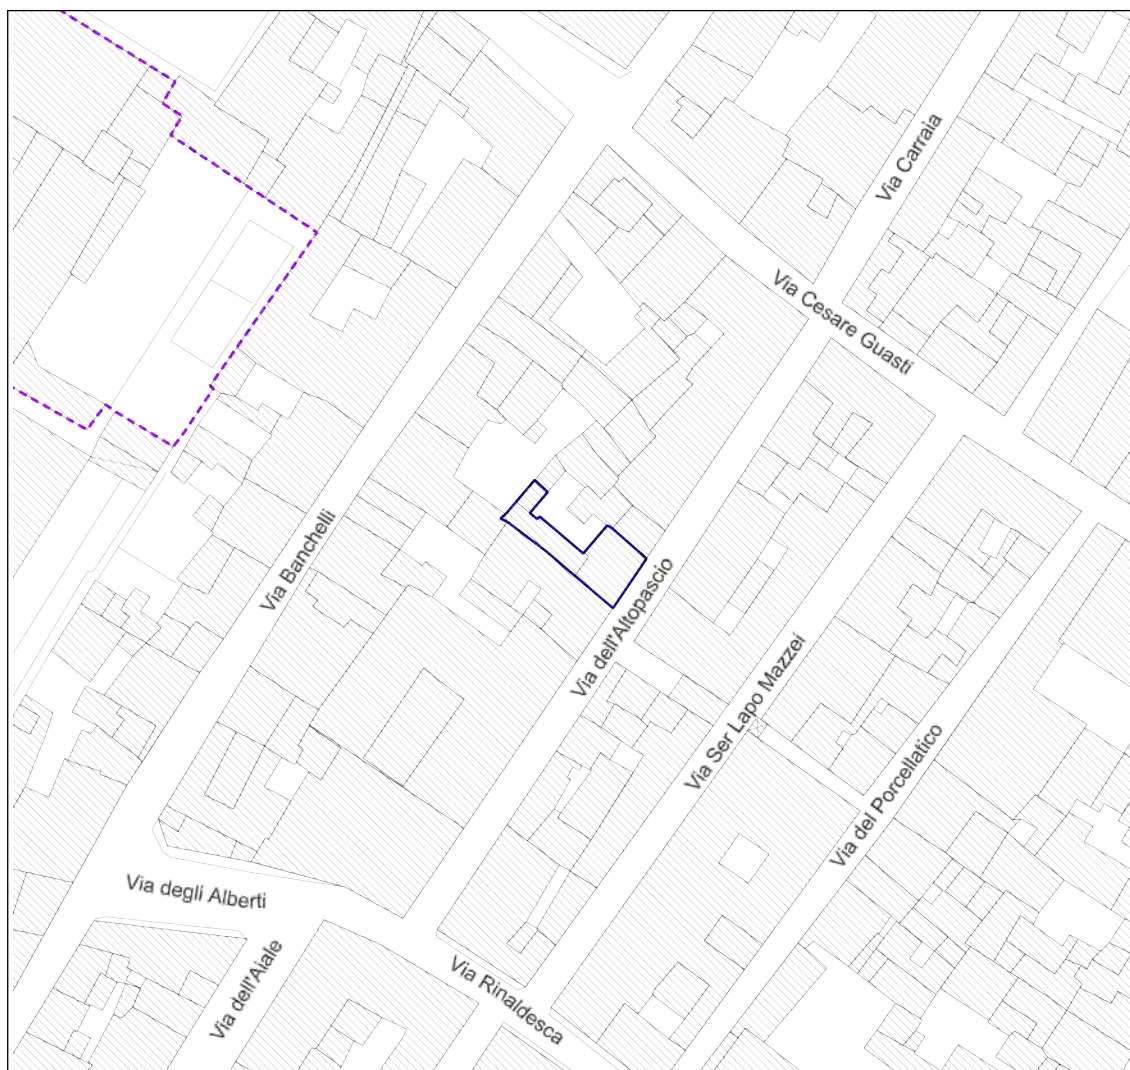 Via Carraia
Via Cesare Guasti
Via Banchelli
Via dell'Altopascio
Via Ser Lapo Mazzei
Via del Porcellatico
Via degli Alberti
Via dell'Aiale
Via Rinaldesca